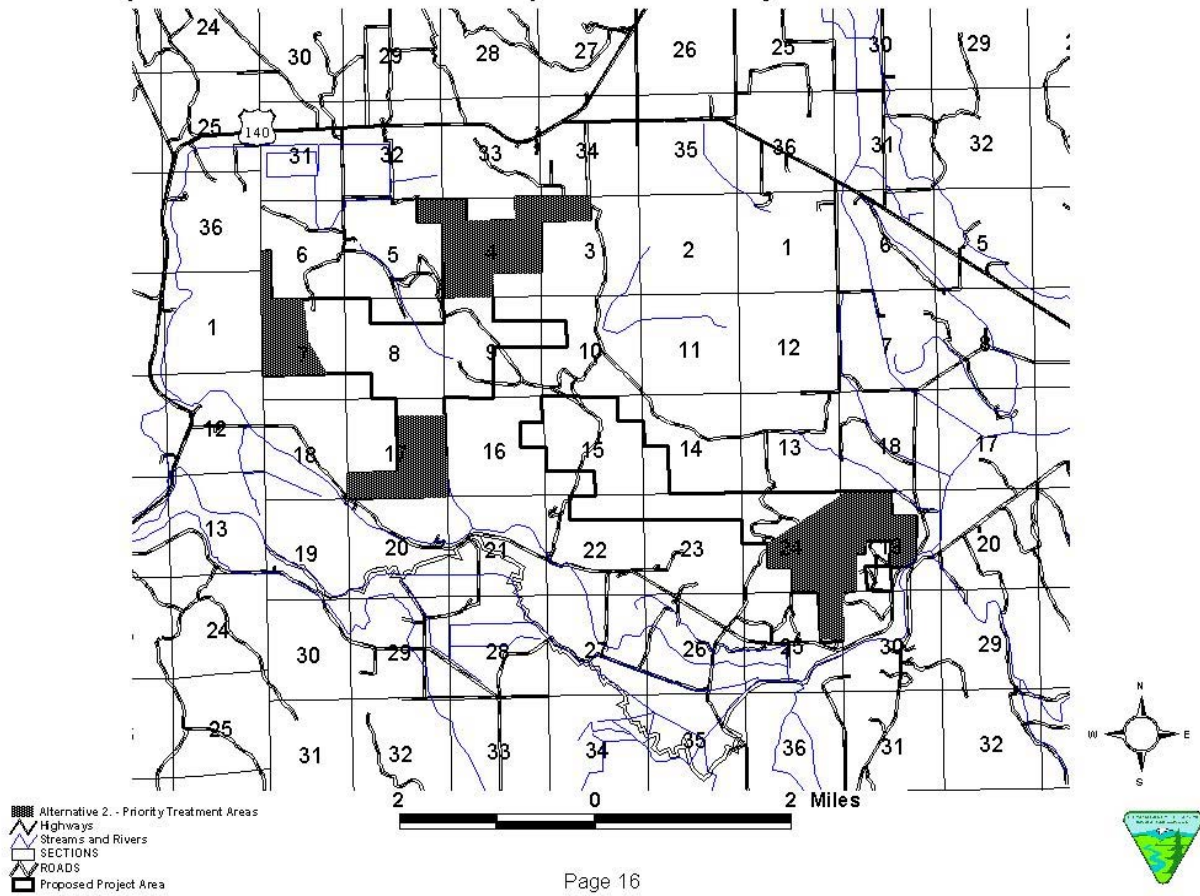 24 30 29 28 27 26 25 30 29
25 140 31 32 33 34 35 36 31 32
36 6 5 4 3 2 1 6 5
1 7 8 9 10 11 12 7 8
12 18 17 16 15 14 13 18 17
13 19 20 21 22 23 24 20
24 30 29 28 27 26 25 30 29
25 31 32 33 34 35 36 31 32
N
W E
S
2 0 2 Miles
Alternative 2. - Priority Treatment Areas
Highways
Streams and Rivers
SECTIONS
ROADS
Proposed Project Area
Page 16